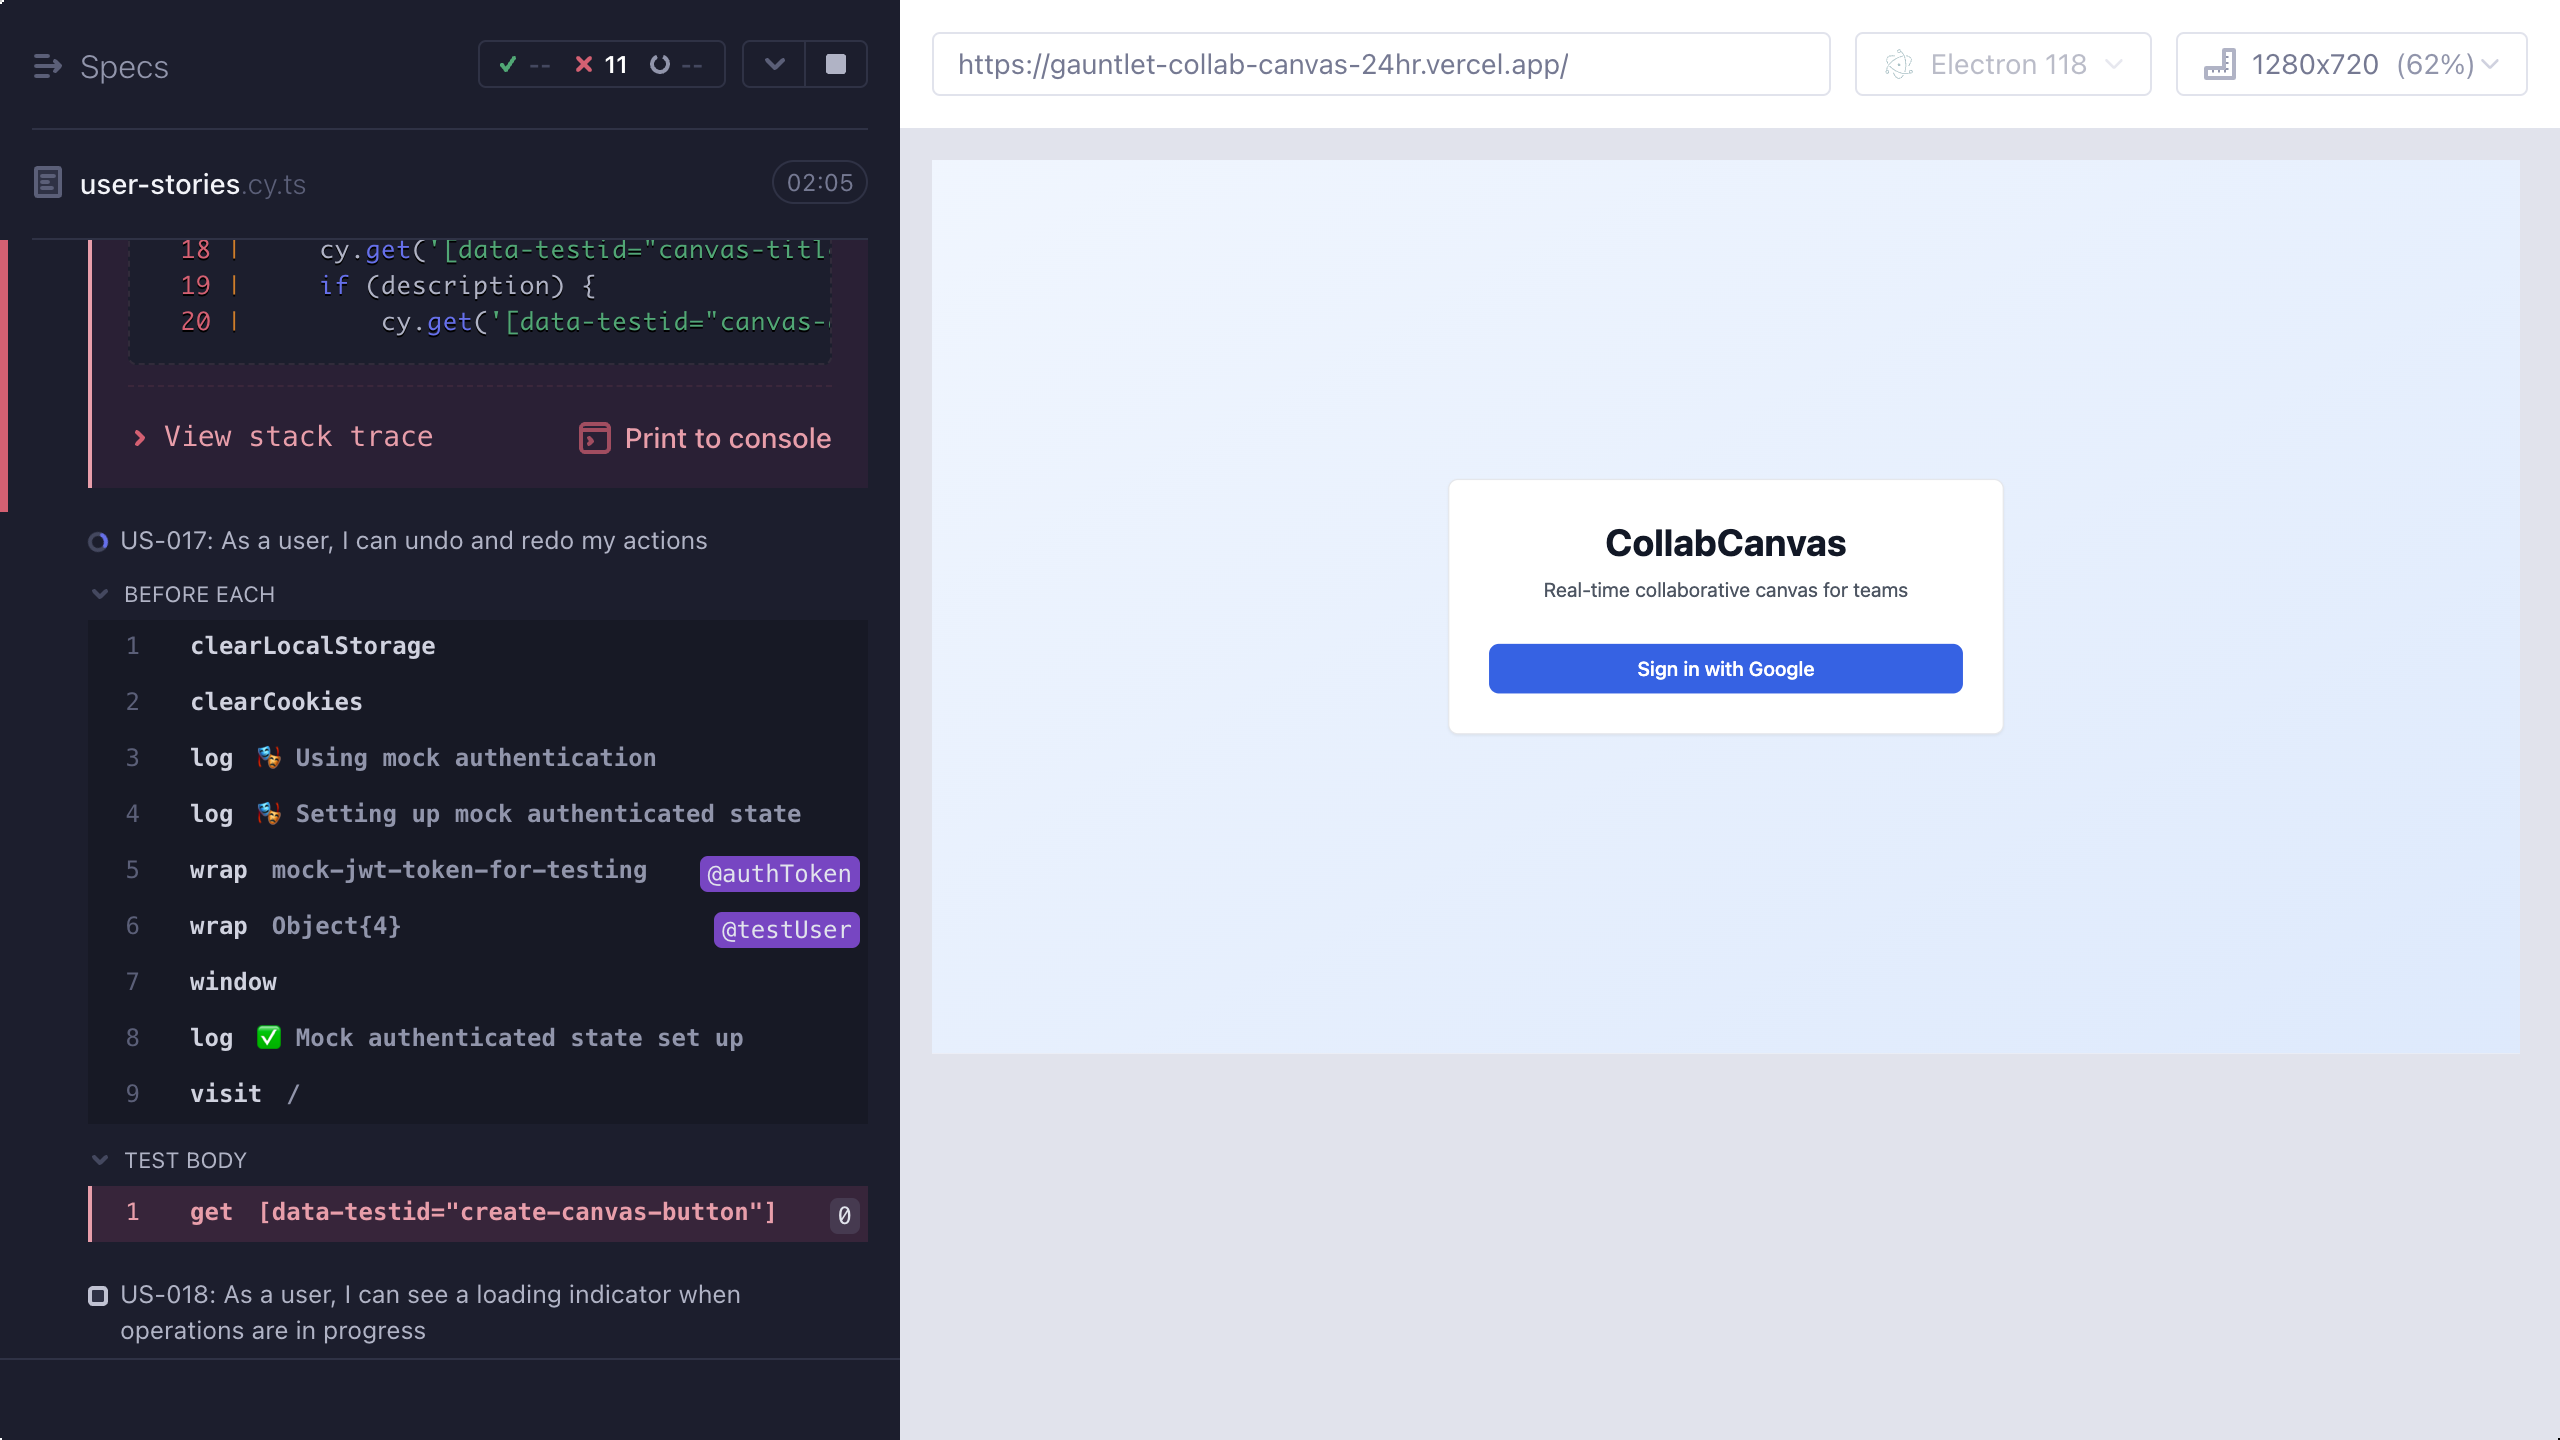 Specs
-- 11 --
user-stories.cy.ts
02:05
18 | cy.get('[data-testid="canvas-titl
19 | if (description) {
20 | cy.get('[data-testid="canvas-
View stack trace
Print to console
US-017: As a user, I can undo and redo my actions
BEFORE EACH
1 clearLocalStorage
2 clearCookies
3 log 🎭 Using mock authentication
4 log 🎭 Setting up mock authenticated state
5 wrap mock-jwt-token-for-testing @authToken
6 wrap Object{4} @testUser
7 window
8 log ✅ Mock authenticated state set up
9 visit /
TEST BODY
1 get [data-testid="create-canvas-button"] 0
US-018: As a user, I can see a loading indicator when
operations are in progress
https://gauntlet-collab-canvas-24hr.vercel.app/
Electron 118
1280x720 (62%)
CollabCanvas
Real-time collaborative canvas for teams
Sign in with Google